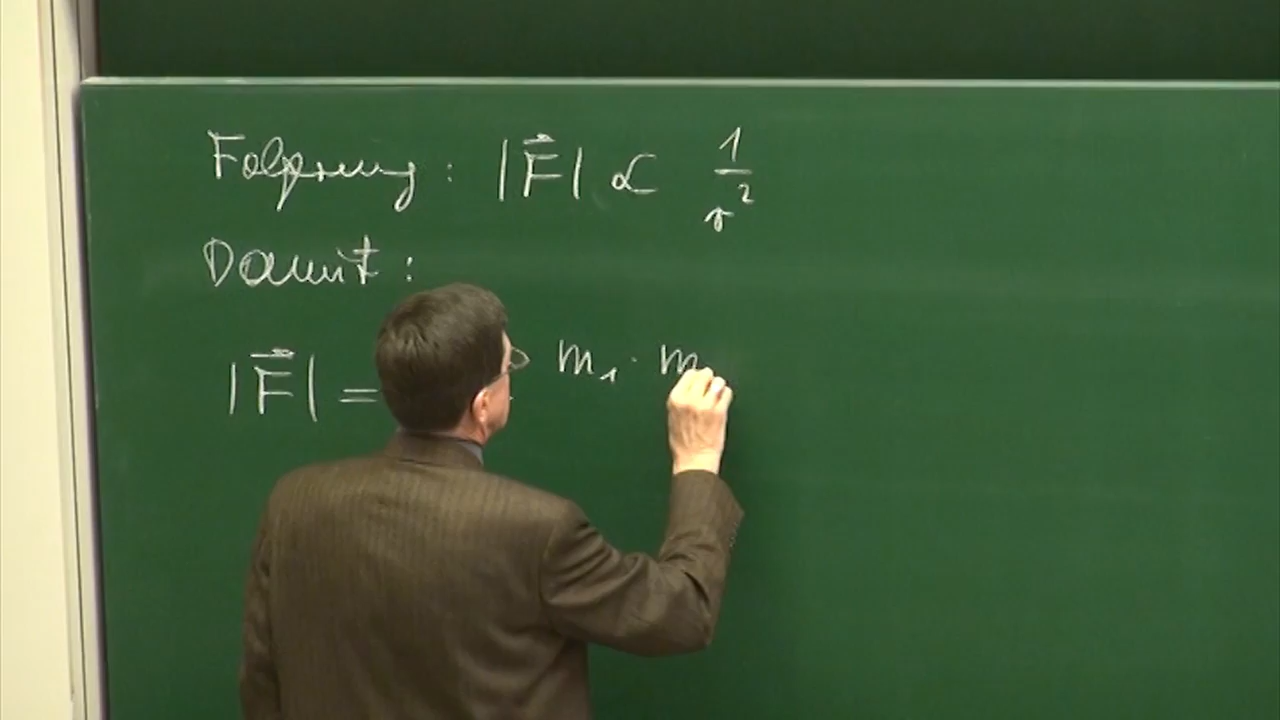 Folgerung : |F⃗| ∝ 1/r²
Damit :
|F⃗| = m₁ · m